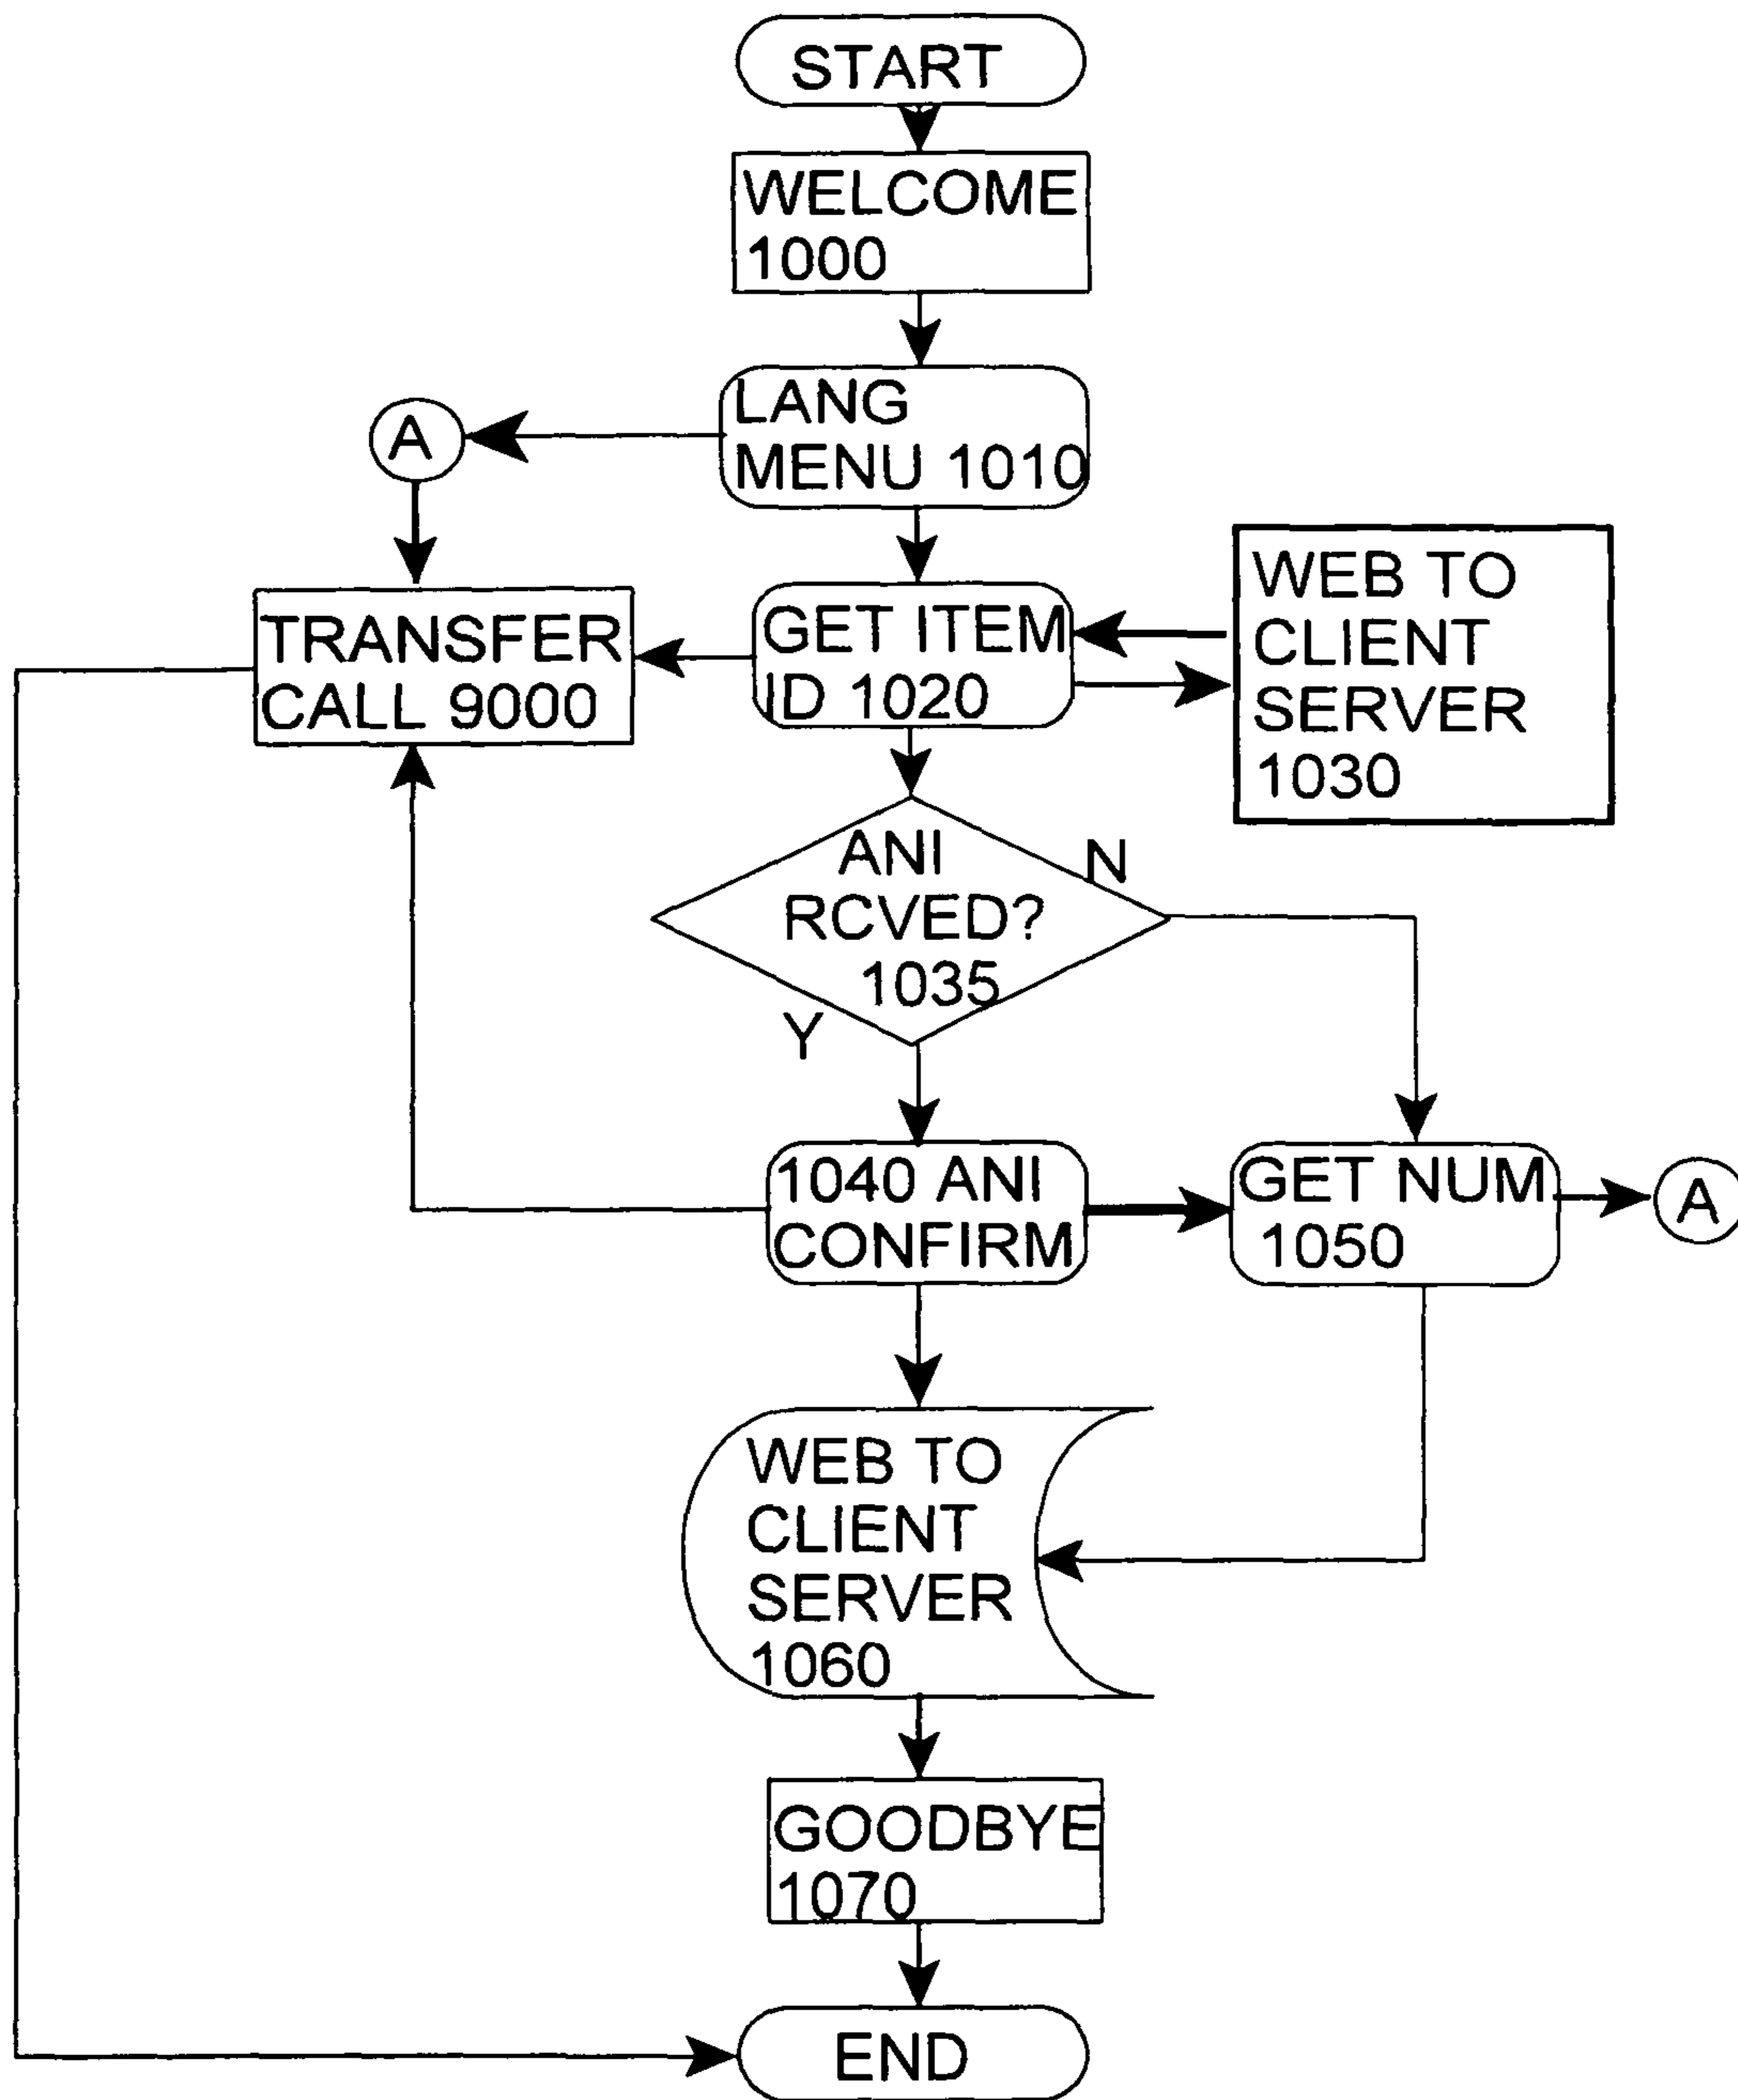 START
WELCOME
1000
LANG
MENU 1010
A
TRANSFER
CALL 9000
GET ITEM
ID 1020
WEB TO
CLIENT
SERVER
1030
ANI
RCVED?
1035
N
Y
1040 ANI
CONFIRM
GET NUM
1050
A
WEB TO
CLIENT
SERVER
1060
GOODBYE
1070
END